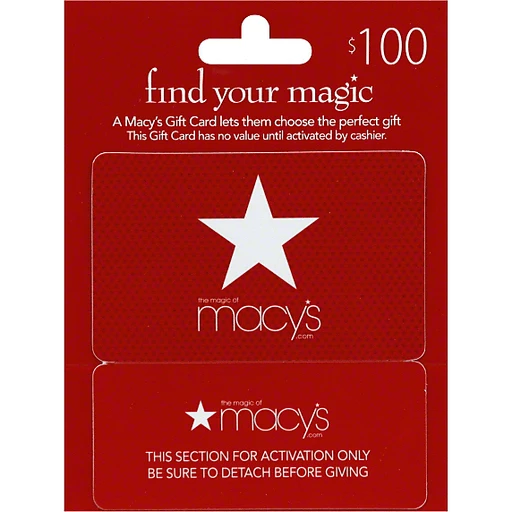 $100
find your magic
A Macy's Gift Card lets them choose the perfect gift
This Gift Card has no value until activated by cashier.
the magic of
macy's
.com
the magic of
macy's
.com
THIS SECTION FOR ACTIVATION ONLY
BE SURE TO DETACH BEFORE GIVING